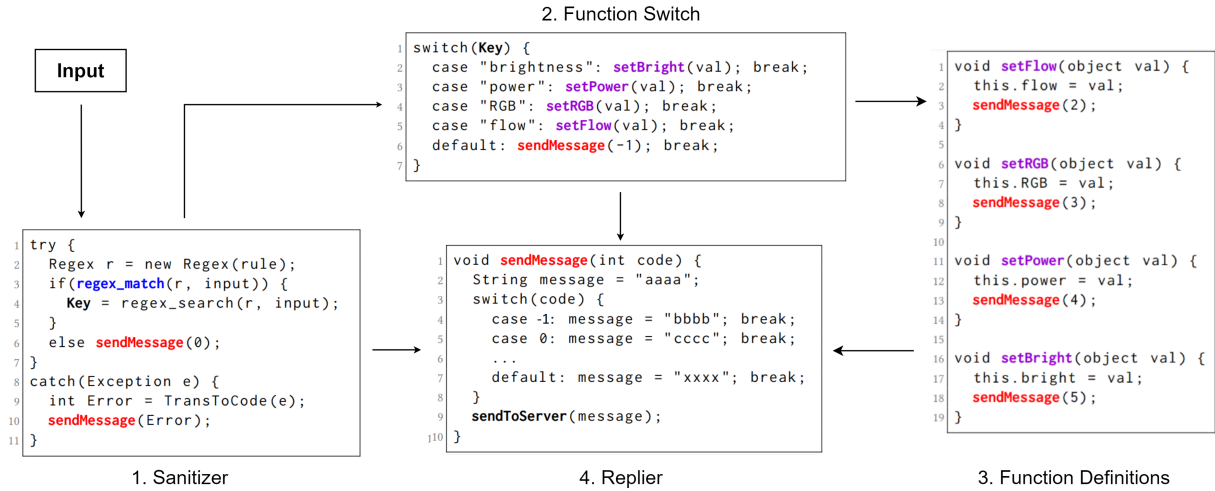 2. Function Switch
Input
1 switch(Key) {
2 case "brightness": setBright(val); break;
3 case "power": setPower(val); break;
4 case "RGB": setRGB(val); break;
5 case "flow": setFlow(val); break;
6 default: sendMessage(-1); break;
7 }
1 try {
2 Regex r = new Regex(rule);
3 if(regex_match(r, input)) {
4 Key = regex_search(r, input);
5 }
6 else sendMessage(0);
7 }
8 catch(Exception e) {
9 int Error = TransToCode(e);
10 sendMessage(Error);
11 }
1. Sanitizer
1 void sendMessage(int code) {
2 String message = "aaaa";
3 switch(code) {
4 case -1: message = "bbbb"; break;
5 case 0: message = "cccc"; break;
6 ...
7 default: message = "xxxx"; break;
8 }
9 sendToServer(message);
110 }
4. Replier
1 void setFlow(object val) {
2 this.flow = val;
3 sendMessage(2);
4 }
5
6 void setRGB(object val) {
7 this.RGB = val;
8 sendMessage(3);
9 }
10
11 void setPower(object val) {
12 this.power = val;
13 sendMessage(4);
14 }
15
16 void setBright(object val) {
17 this.bright = val;
18 sendMessage(5);
19 }
3. Function Definitions